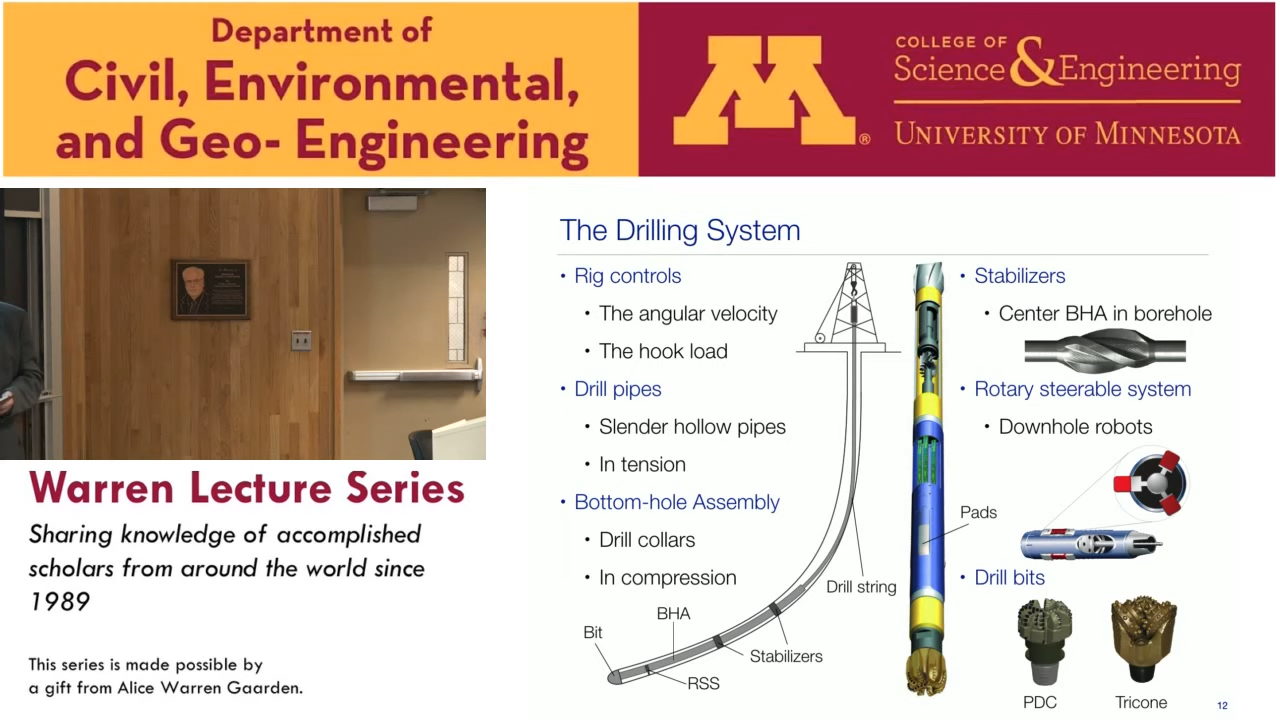 Department of
Civil, Environmental,
and Geo- Engineering
M
®
COLLEGE OF
Science & Engineering
UNIVERSITY OF MINNESOTA
Warren Lecture Series
Sharing knowledge of accomplished
scholars from around the world since
1989
This series is made possible by
a gift from Alice Warren Gaarden.
The Drilling System
• Rig controls
• The angular velocity
• The hook load
• Drill pipes
• Slender hollow pipes
• In tension
• Bottom-hole Assembly
• Drill collars
• In compression
BHA
Bit
Drill string
Stabilizers
RSS
• Stabilizers
• Center BHA in borehole
• Rotary steerable system
• Downhole robots
Pads
• Drill bits
PDC
Tricone
12